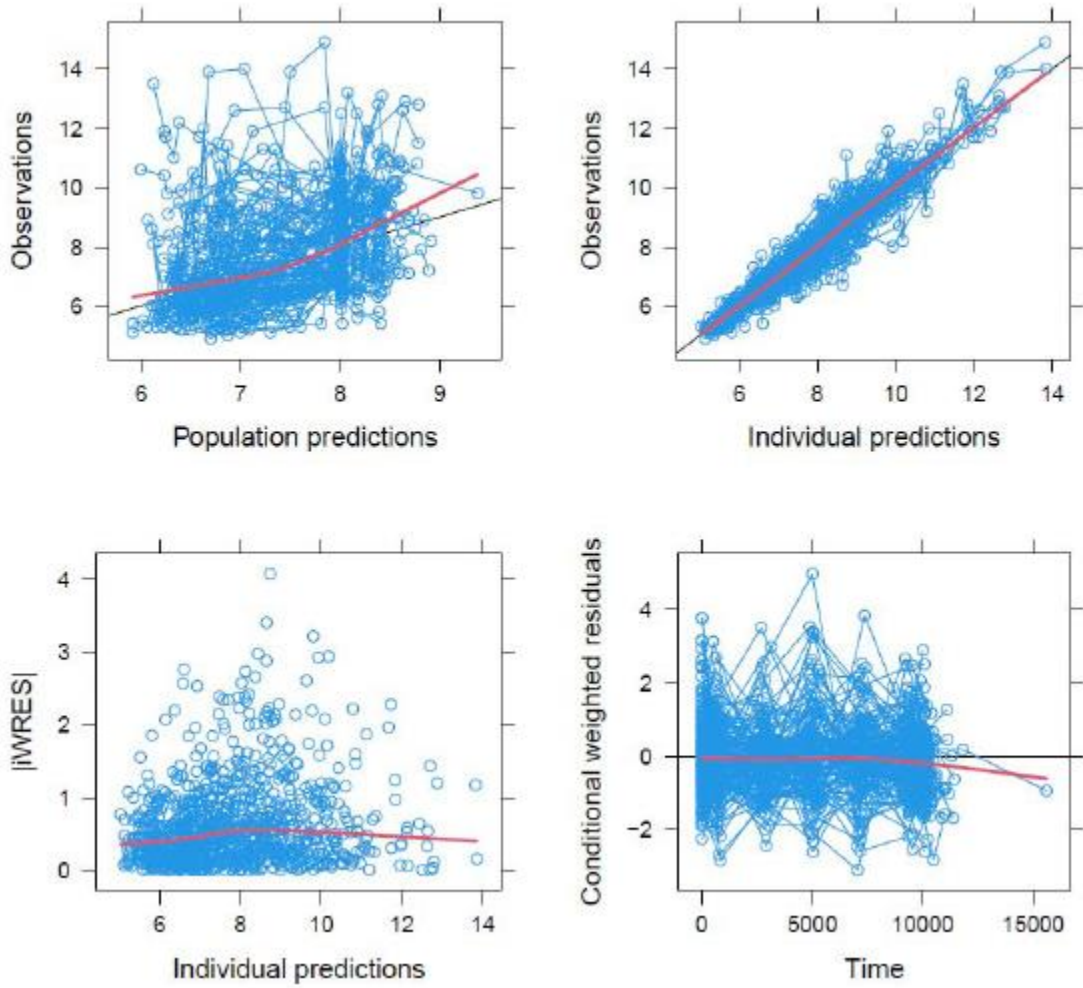 Observations
14
12
10
8
6
6 7 8 9
Population predictions
Observations
14
12
10
8
6
6 8 10 12 14
Individual predictions
|iWRES|
4
3
2
1
0
6 8 10 12 14
Individual predictions
Conditional weighted residuals
4
2
0
−2
0 5000 10000 15000
Time